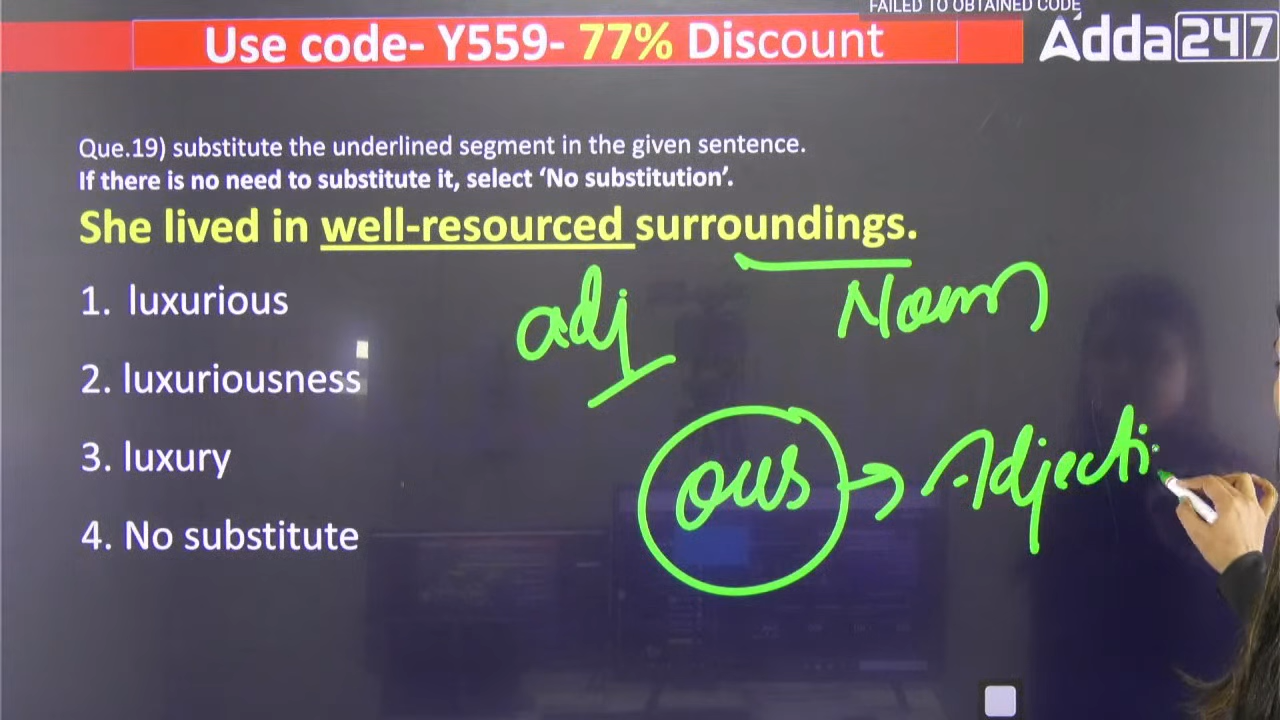 FAILED TO OBTAINED CODE
Use code- Y559- 77% Discount
Adda247
Que.19) substitute the underlined segment in the given sentence.
If there is no need to substitute it, select ‘No substitution’.
She lived in well-resourced surroundings.
1. luxurious
adj
Noun
2. luxuriousness
3. luxury
ous → Adjecti
4. No substitute